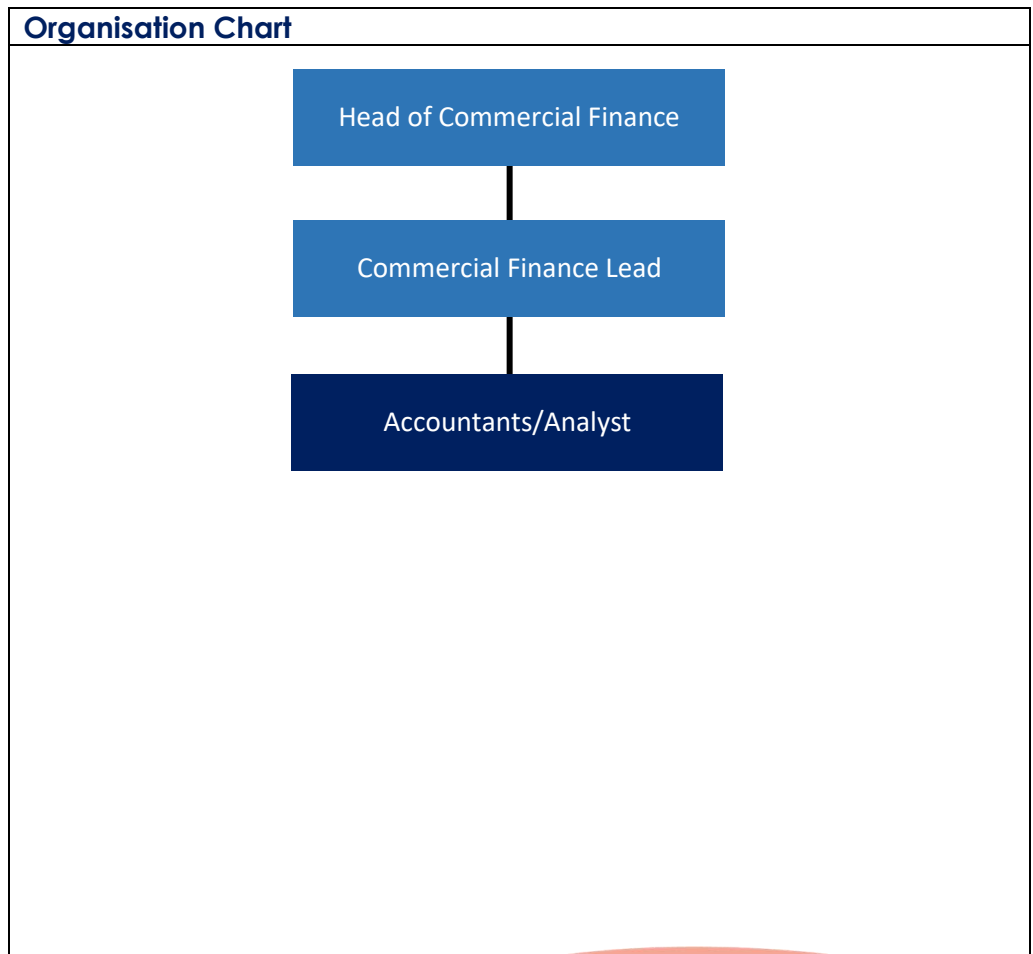 Organisation Chart
Head of Commercial Finance
Commercial Finance Lead
Accountants/Analyst